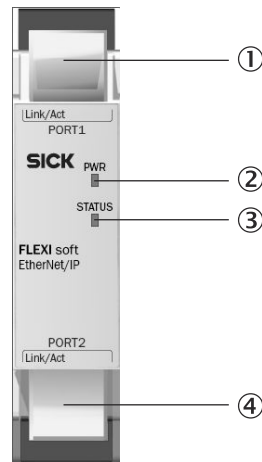 ①
Link/Act
PORT1
SICK
PWR
②
STATUS
③
FLEXI soft
EtherNet/IP
PORT2
Link/Act
④